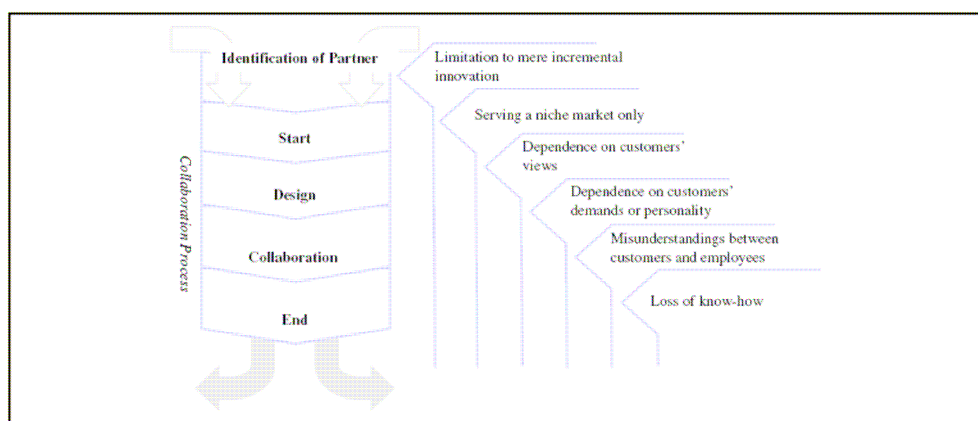 Identification of Partner
Start
Design
Collaboration
End
Collaboration Process
Limitation to mere incremental
innovation
Serving a niche market only
Dependence on customers'
views
Dependence on customers'
demands or personality
Misunderstandings between
customers and employees
Loss of know-how